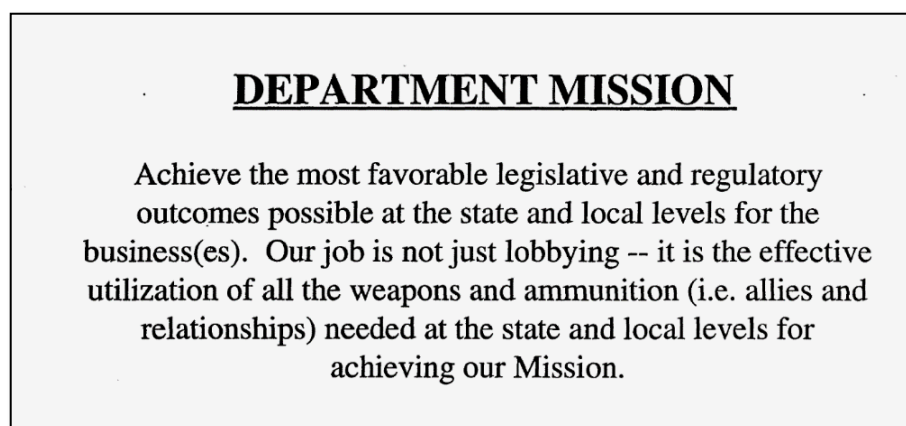 DEPARTMENT MISSION
Achieve the most favorable legislative and regulatory
outcomes possible at the state and local levels for the
business(es).  Our job is not just lobbying -- it is the effective
utilization of all the weapons and ammunition (i.e. allies and
relationships) needed at the state and local levels for
achieving our Mission.